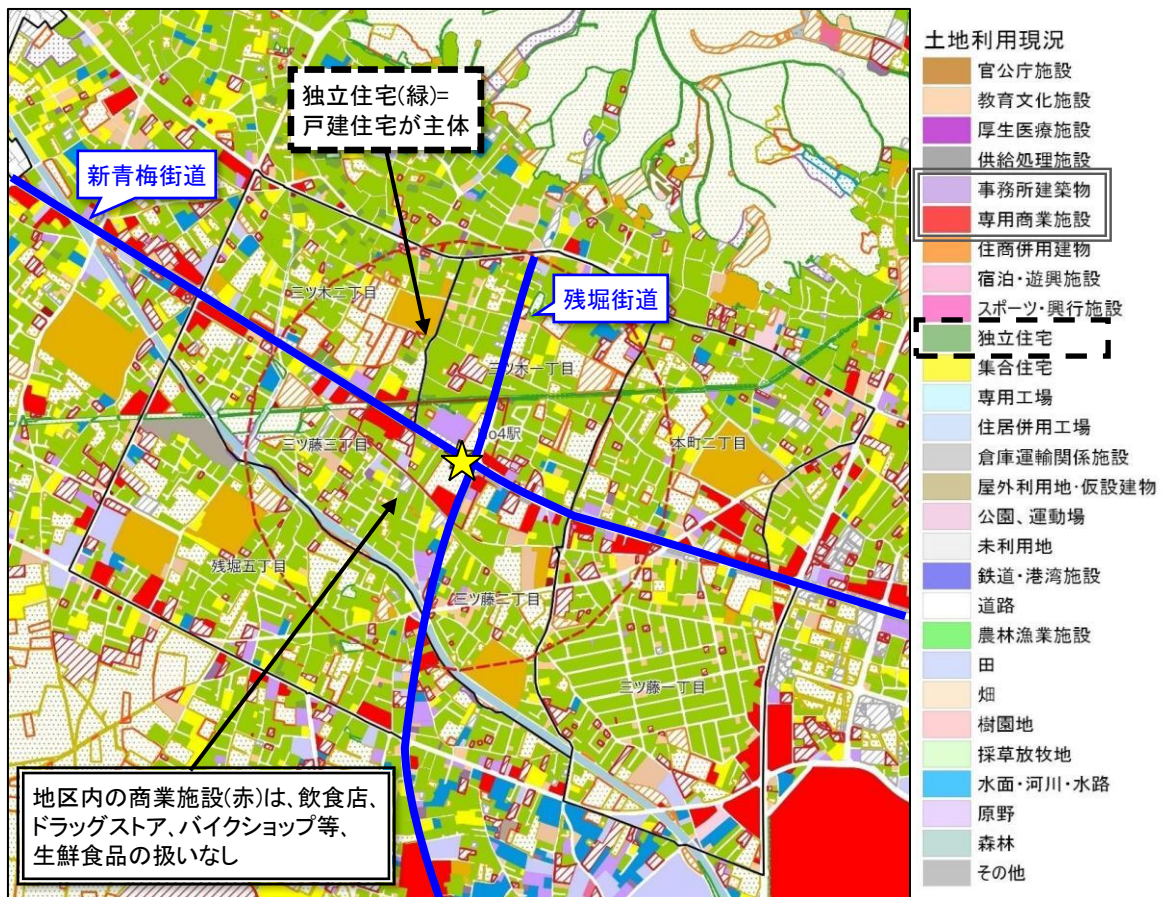 独立住宅(緑)=
戸建住宅が主体
新青梅街道
残堀街道
三ツ木二丁目
三ツ木一丁目
o4駅
三ツ藤三丁目
本町二丁目
残堀五丁目
三ツ藤二丁目
三ツ藤一丁目
地区内の商業施設(赤)は、飲食店、
ドラッグストア、バイクショップ等、
生鮮食品の扱いなし
土地利用現況
官公庁施設
教育文化施設
厚生医療施設
供給処理施設
事務所建築物
専用商業施設
住商併用建物
宿泊・遊興施設
スポーツ・興行施設
独立住宅
集合住宅
専用工場
住居併用工場
倉庫運輸関係施設
屋外利用地・仮設建物
公園、運動場
未利用地
鉄道・港湾施設
道路
農林漁業施設
田
畑
樹園地
採草放牧地
水面・河川・水路
原野
森林
その他